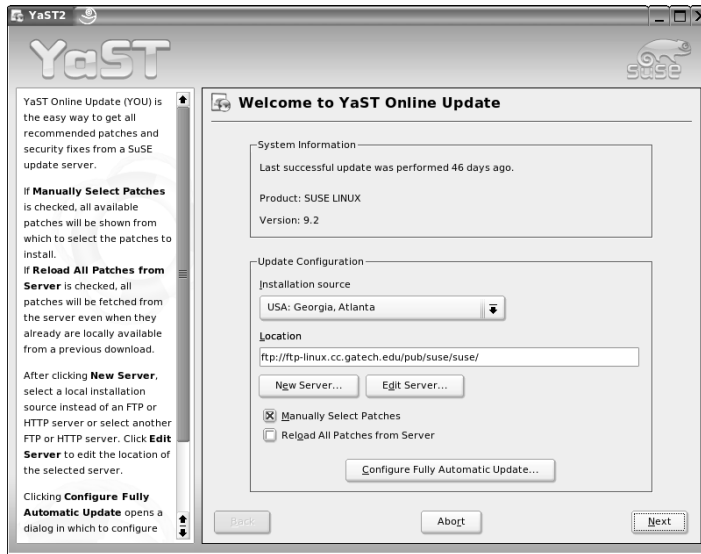 YaST2
YaST
SuSE
YaST Online Update (YOU) is
the easy way to get all
recommended patches and
security fixes from a SuSE
update server.
If Manually Select Patches
is checked, all available
patches will be shown from
which to select the patches to
install.
If Reload All Patches from
Server is checked, all
patches will be fetched from
the server even when they
already are locally available
from a previous download.
After clicking New Server,
select a local installation
source instead of an FTP or
HTTP server or select another
FTP or HTTP server. Click Edit
Server to edit the location of
the selected server.
Clicking Configure Fully
Automatic Update opens a
dialog in which to configure
Welcome to YaST Online Update
System Information
Last successful update was performed 46 days ago.
Product: SUSE LINUX
Version: 9.2
Update Configuration
Installation source
USA: Georgia, Atlanta
Location
ftp://ftp-linux.cc.gatech.edu/pub/suse/suse/
New Server...
Edit Server...
Manually Select Patches
Reload All Patches from Server
Configure Fully Automatic Update...
Back
Abort
Next